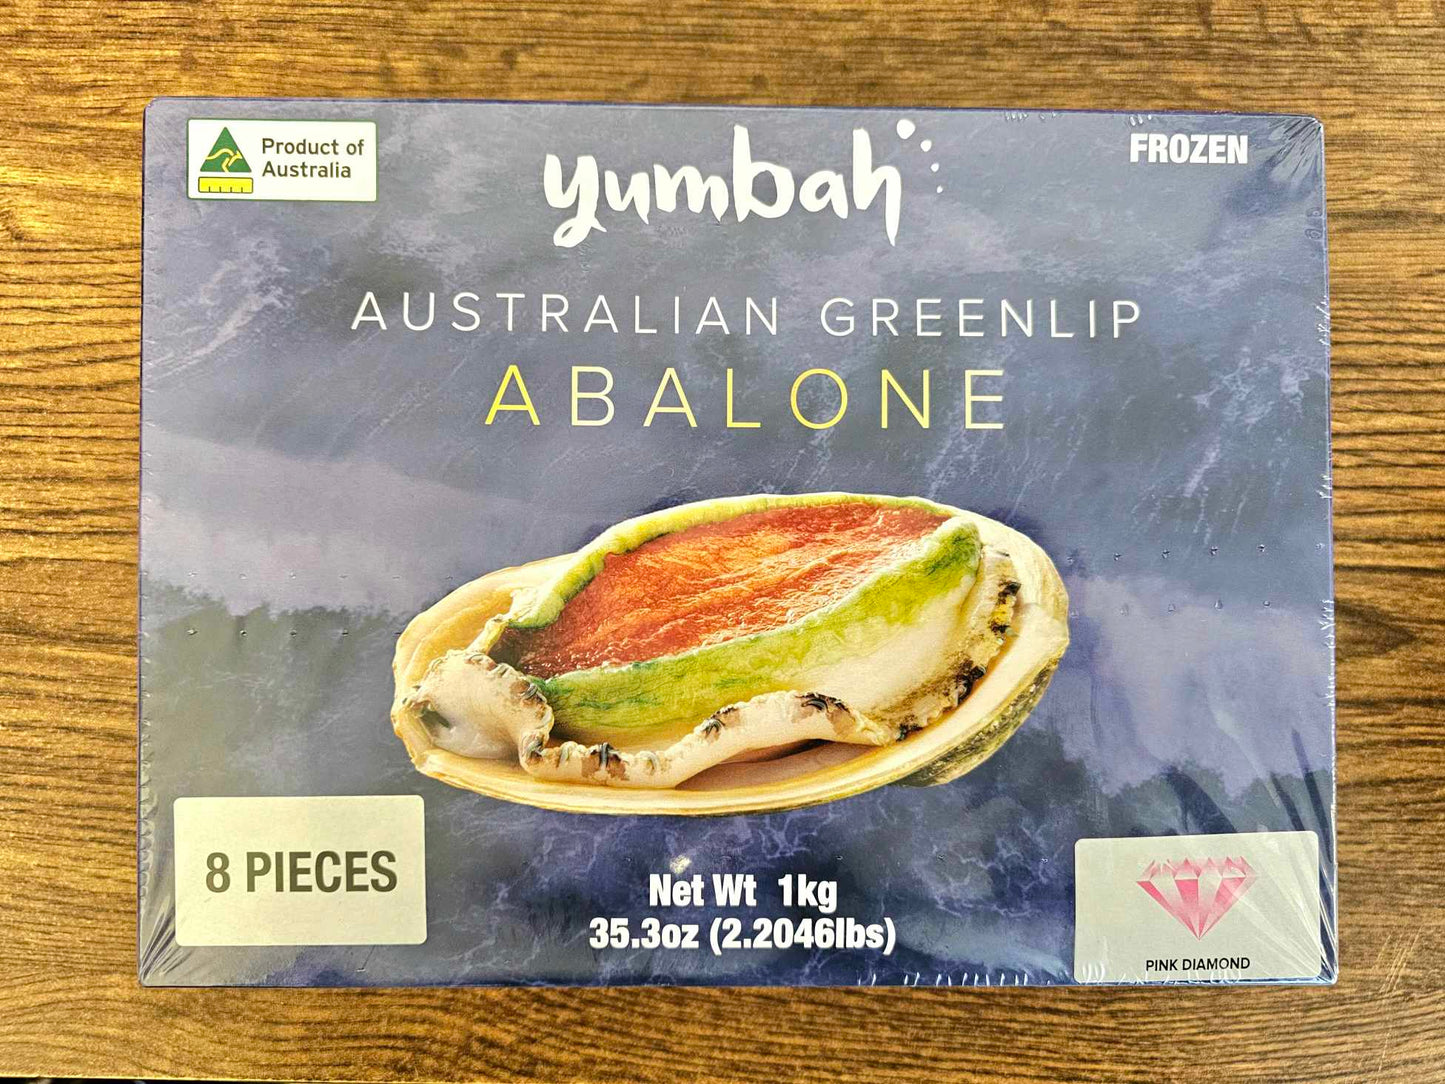 Product of
Australia
yumbah
FROZEN
AUSTRALIAN GREENLIP
ABALONE
8 PIECES
Net Wt 1kg
35.3oz (2.2046lbs)
PINK DIAMOND